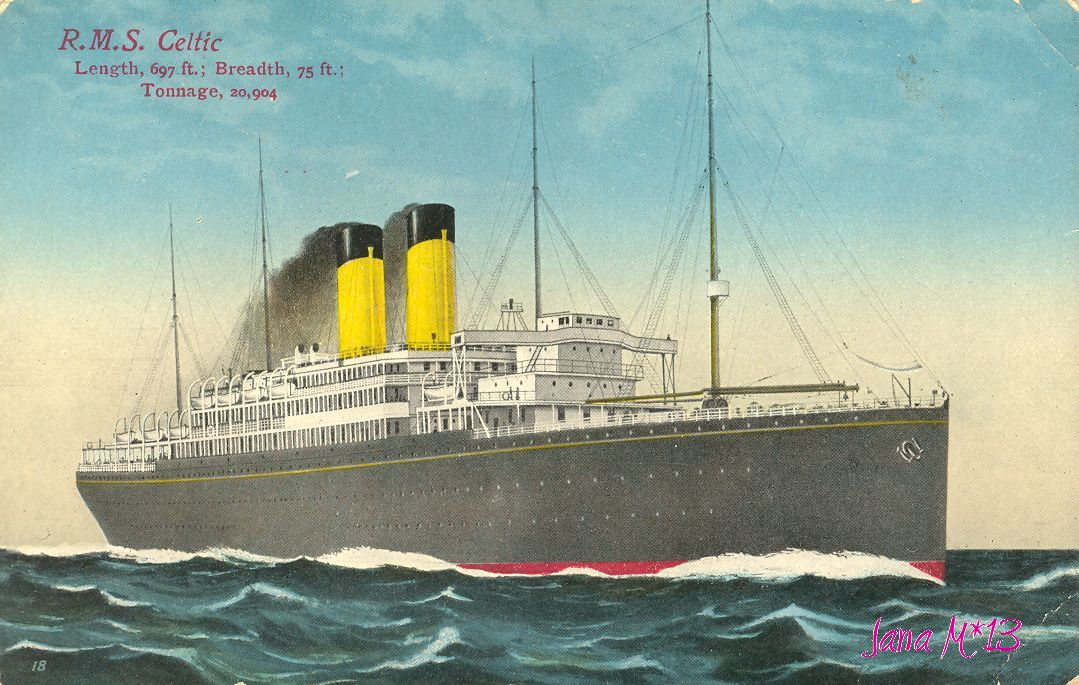 R.M.S. Celtic
Length, 697 ft.; Breadth, 75 ft.;
Tonnage, 20,904
18
Jana M*13